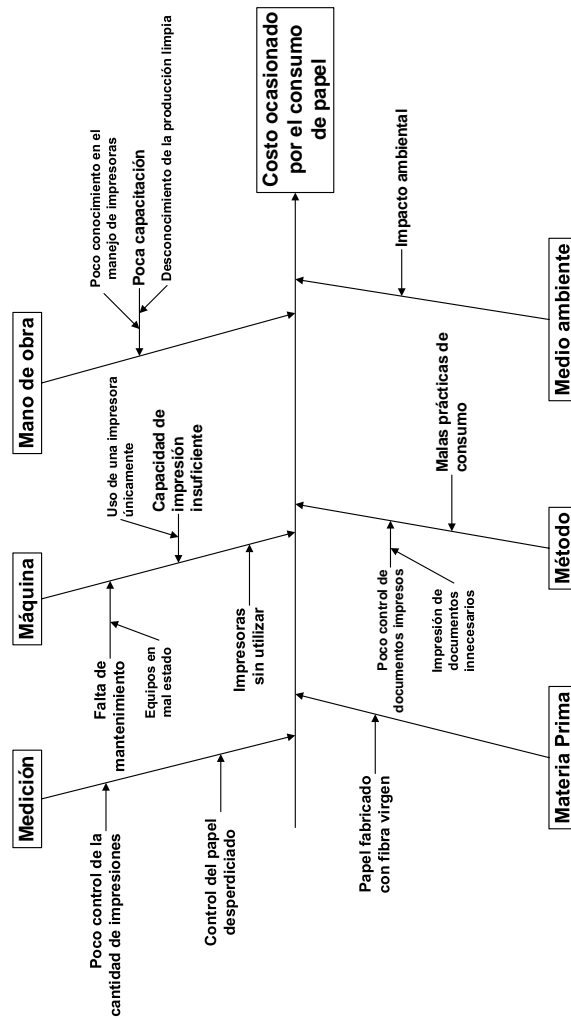 Medición
Máquina
Mano de obra
Poco control de la
cantidad de impresiones
Control del papel
desperdiciado
Falta de
mantenimiento
Equipos en
mal estado
Impresoras
sin utilizar
Uso de una impresora
únicamente
Capacidad de
impresión
insuficiente
Poco conocimiento en el
manejo de impresoras
Poca capacitación
Desconocimiento de la producción limpia
Costo ocasionado
por el consumo
de papel
Papel fabricado
con fibra virgen
Poco control de
documentos impresos
Impresión de
documentos
innecesarios
Malas prácticas de
consumo
Impacto ambiental
Materia Prima
Método
Medio ambiente